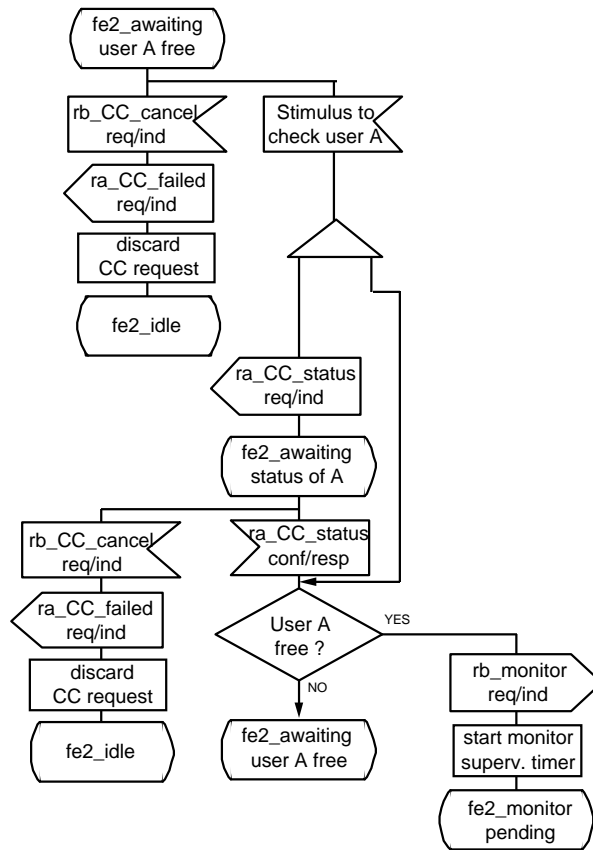 fe2_awaiting
user A free
rb_CC_cancel
req/ind
Stimulus to
check user A
ra_CC_failed
req/ind
discard
CC request
fe2_idle
ra_CC_status
req/ind
fe2_awaiting
status of A
rb_CC_cancel
req/ind
ra_CC_status
conf/resp
ra_CC_failed
req/ind
User A
free ?
YES
discard
CC request
rb_monitor
req/ind
NO
fe2_idle
fe2_awaiting
user A free
start monitor
superv. timer
fe2_monitor
pending